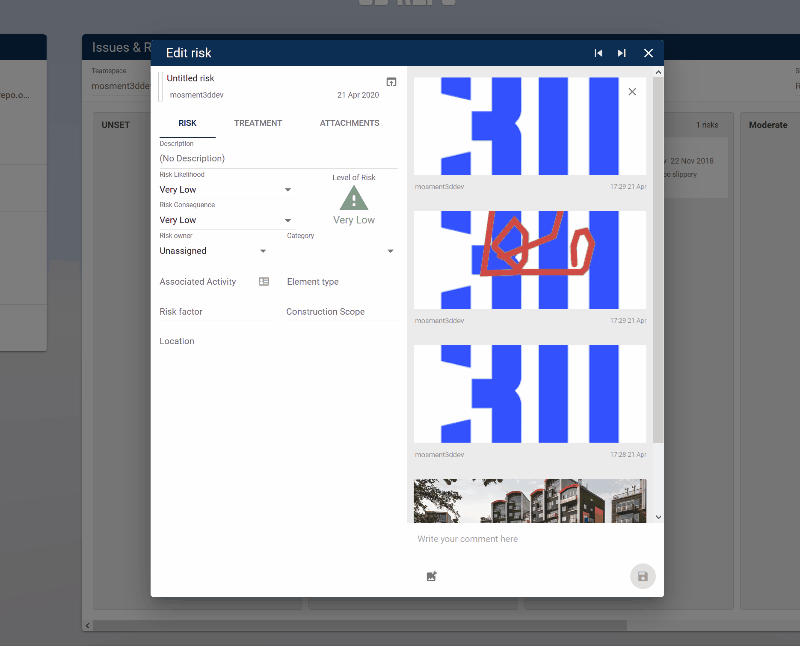 Issues & R
Edit risk
Teamspace
mosment3ddev
UNSET
1 risks
Moderate
22 Nov 2018
oo slippery
epo.o...
Untitled risk
mosment3ddev
21 Apr 2020
RISK
TREATMENT
ATTACHMENTS
Description
(No Description)
Risk Likelihood
Very Low
Level of Risk
Risk Consequence
Very Low
Very Low
Risk owner
Category
Unassigned
Associated Activity
Element type
Risk factor
Construction Scope
Location
mosment3ddev
17:29 21 Apr
mosment3ddev
17:29 21 Apr
mosment3ddev
17:28 21 Apr
Write your comment here